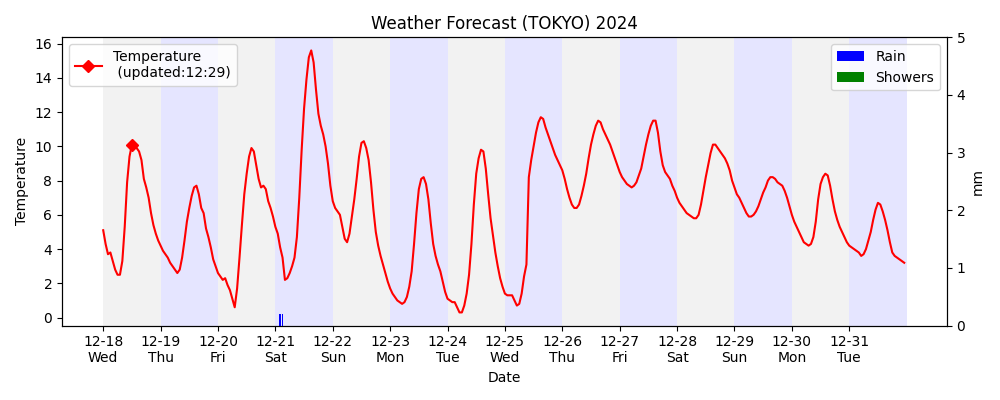 Weather Forecast (TOKYO) 2024
Temperature
(updated:12:29)
Rain
Showers
Temperature
16
14
12
10
8
6
4
2
0
5
4
3
2
1
0
mm
12-18 12-19 12-20 12-21 12-22 12-23 12-24 12-25 12-26 12-27 12-28 12-29 12-30 12-31
Wed Thu Fri Sat Sun Mon Tue Wed Thu Fri Sat Sun Mon Tue
Date